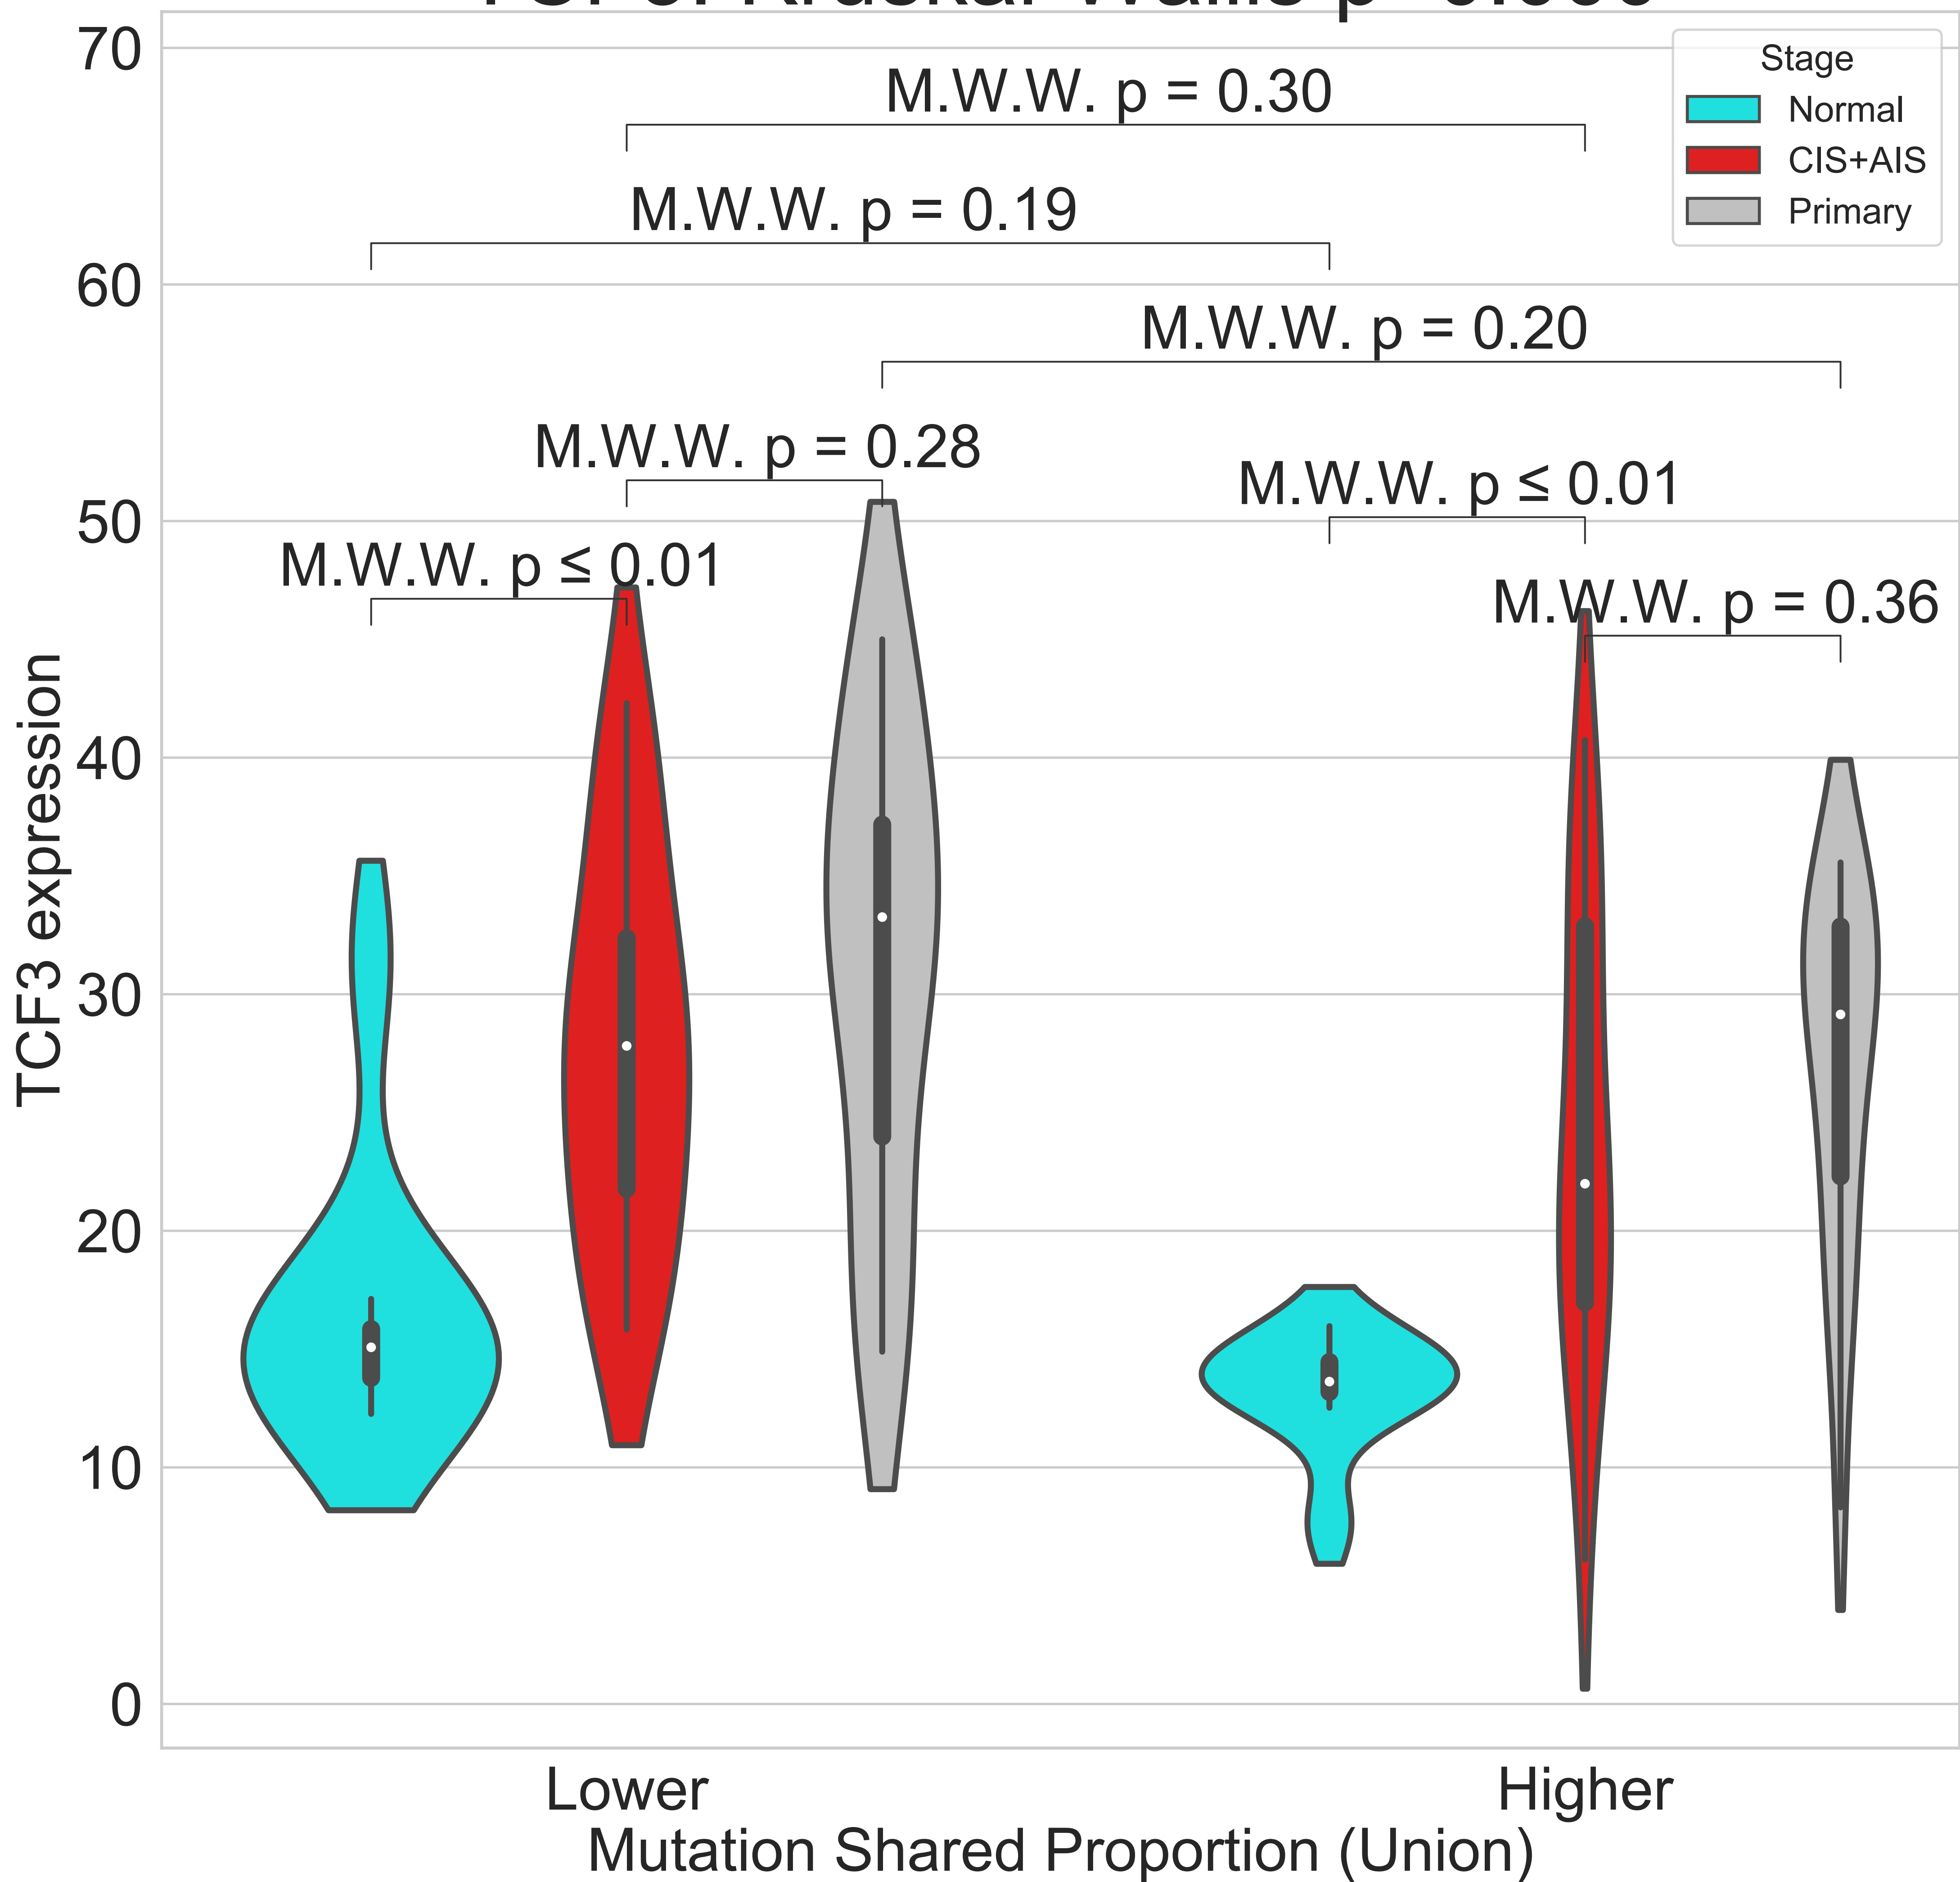 70
60
50
40
30
20
10
0
TCF3 expression
M.W.W. p = 0.30
M.W.W. p = 0.19
M.W.W. p = 0.20
M.W.W. p = 0.28
M.W.W. p ≤ 0.01
M.W.W. p ≤ 0.01
M.W.W. p = 0.36
Stage
Normal
CIS+AIS
Primary
Lower
Higher
Mutation Shared Proportion (Union)